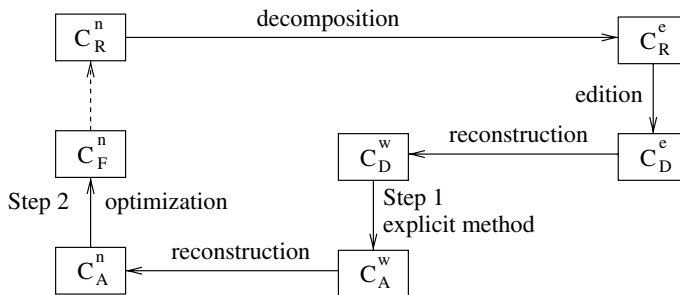 decomposition
C_R^n
C_R^e
edition
reconstruction
C_F^n
C_D^w
C_D^e
Step 2
optimization
Step 1
explicit method
reconstruction
C_A^n
C_A^w